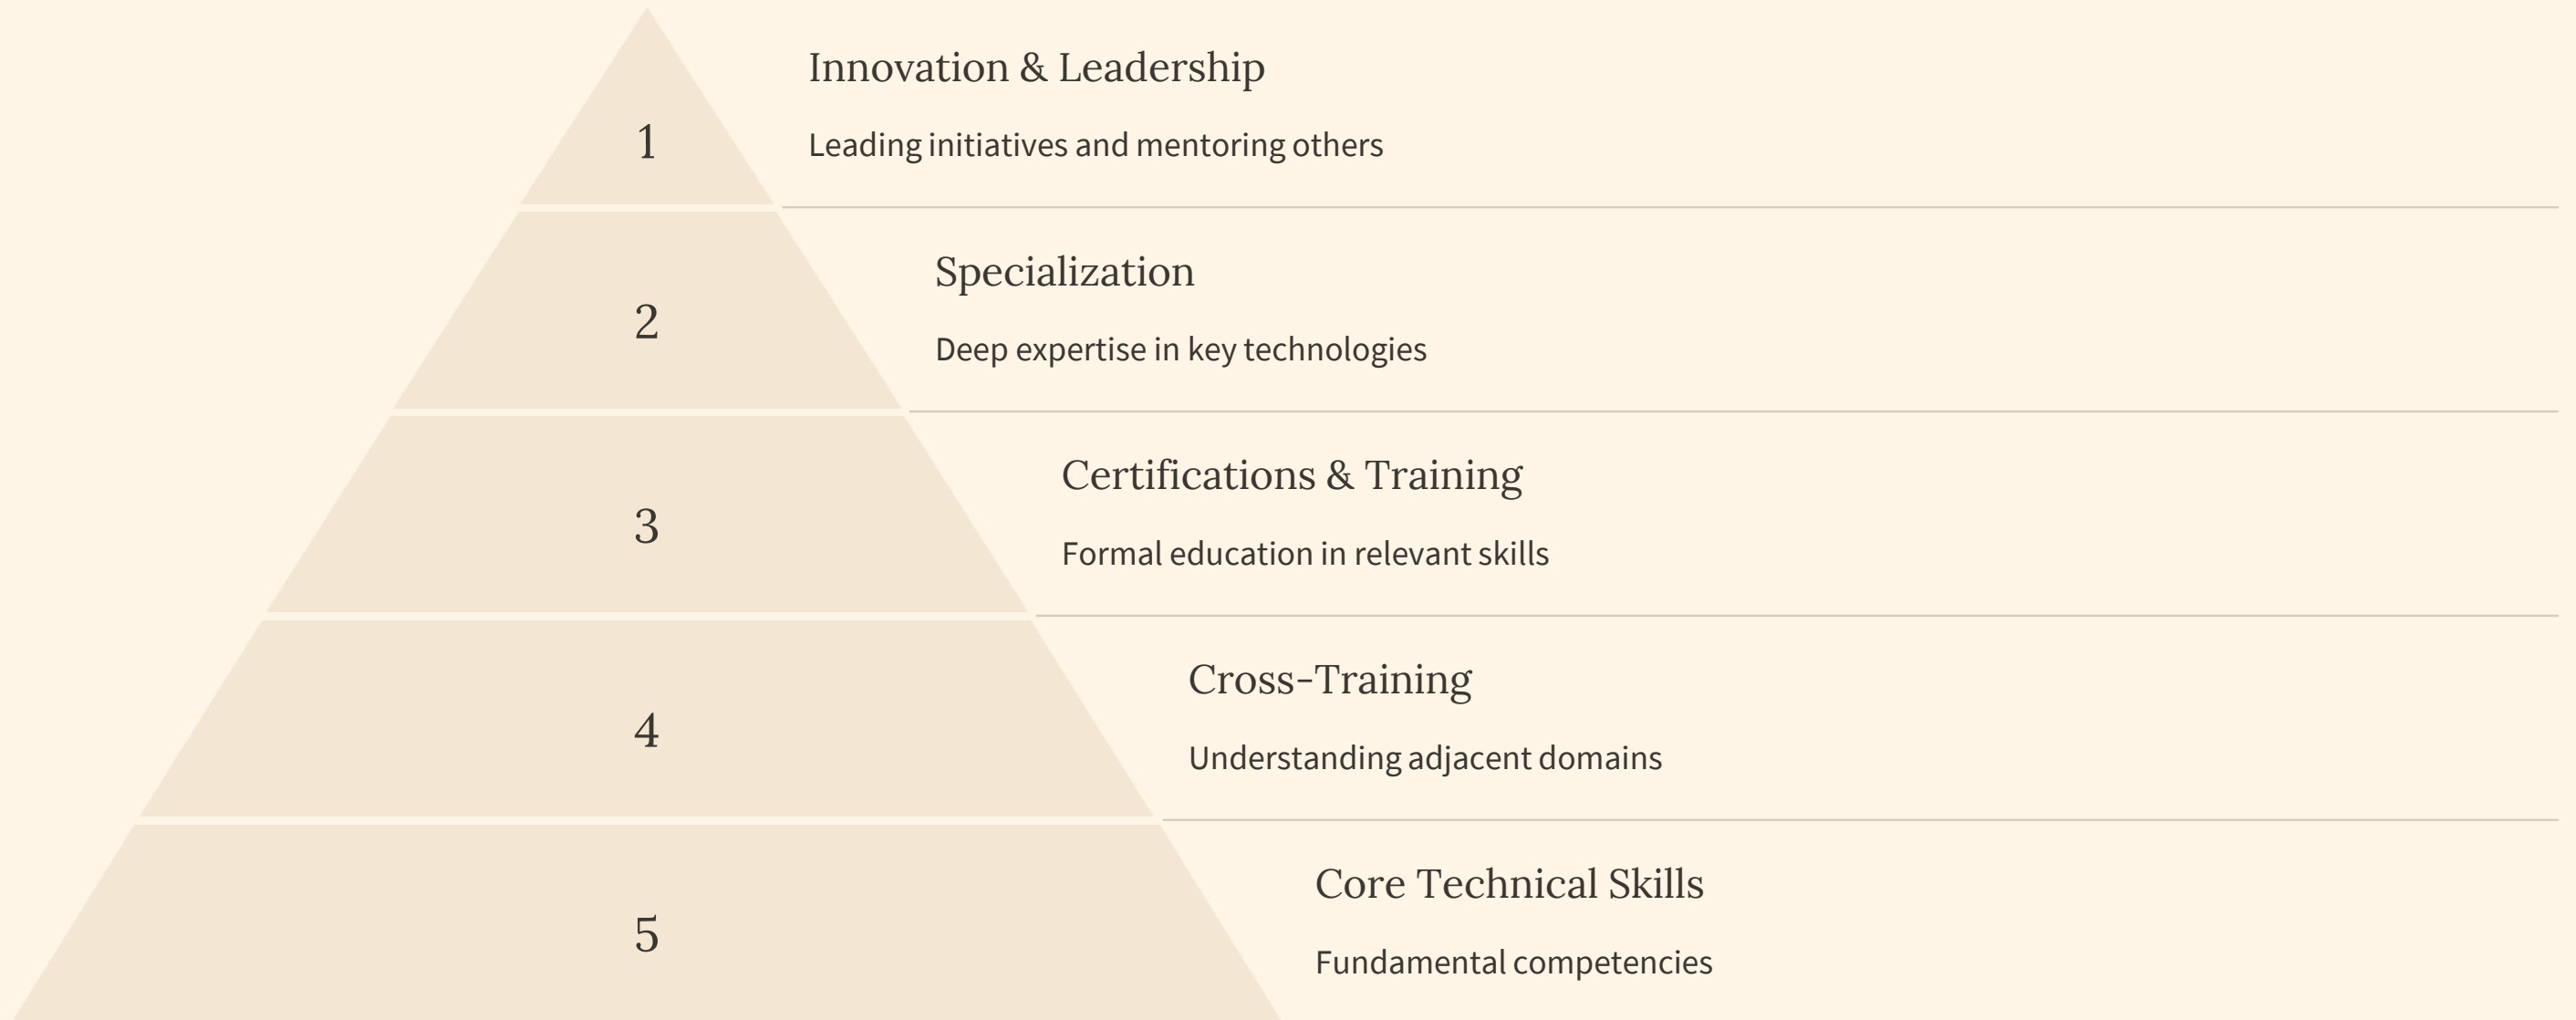 Innovation & Leadership
1
Leading initiatives and mentoring others
Specialization
2
Deep expertise in key technologies
Certifications & Training
3
Formal education in relevant skills
Cross-Training
4
Understanding adjacent domains
Core Technical Skills
5
Fundamental competencies